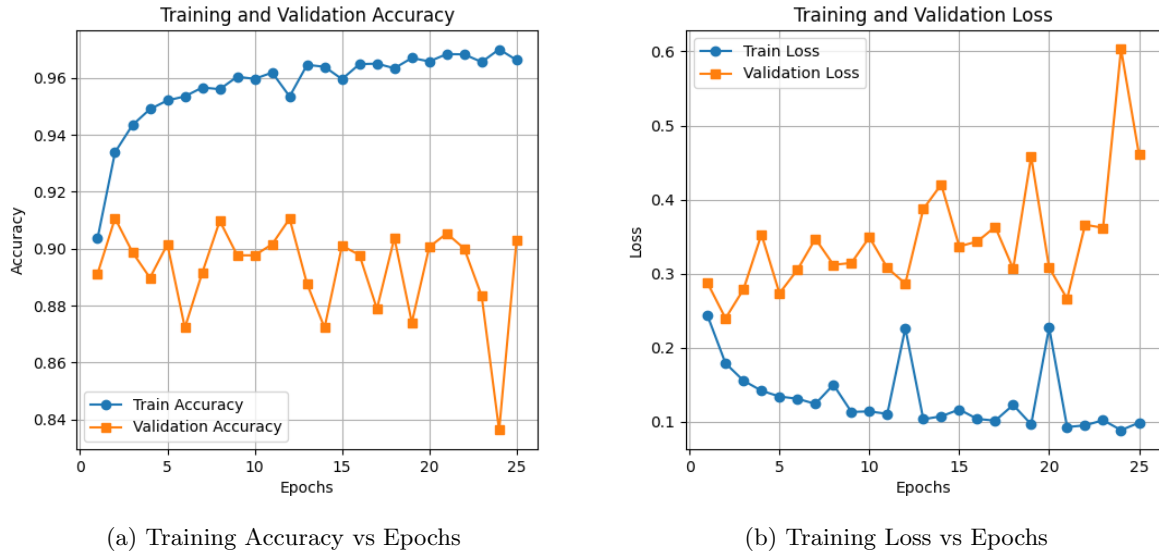 Training and Validation Accuracy
0.96
0.94
0.92
0.90
0.88
0.86
0.84
Accuracy
Train Accuracy
Validation Accuracy
0 5 10 15 20 25
Epochs
(a) Training Accuracy vs Epochs
Training and Validation Loss
Train Loss
Validation Loss
0.6
0.5
0.4
0.3
0.2
0.1
Loss
0 5 10 15 20 25
Epochs
(b) Training Loss vs Epochs